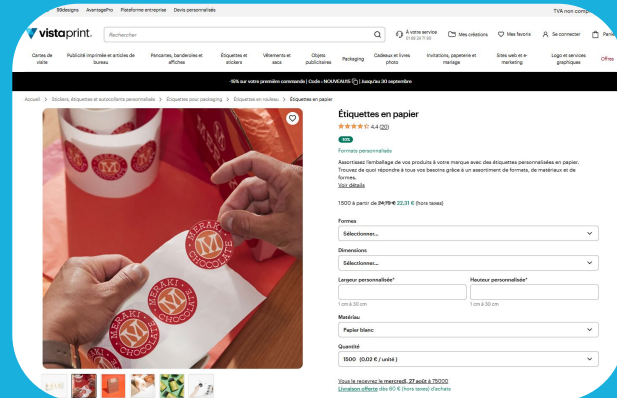 99designs AvantagePro Plateforme entreprise Devis personnalisés
TVA non comp
vistaprint.
Rechercher
À votre service
Mes créations
Mes favoris
Se connecter
Panie
Cartes de visite
Publicité imprimée et articles de bureau
Pancartes, banderoles et affiches
Étiquettes et stickers
Vêtements et sacs
Objets publicitaires
Packaging
Cadeaux et livres photo
Invitations, papeterie et mariage
Sites web et e-marketing
Logo et services graphiques
Offres
-15% sur votre première commande | Code : NOUVEAU15 | Jusqu'au 30 septembre
Accueil > Stickers, étiquettes et autocollants personnalisés > Étiquettes pour packaging > Étiquettes en rouleau > Étiquettes en papier
MERAKI CHOCOLATE
M
MERAKI CHOCOLATE
M
MERAKI CHOCOLATE
M
Étiquettes en papier
4.4 (20)
10%
Formats personnalisés
Assortissez l'emballage de vos produits à votre marque avec des étiquettes personnalisées en papier.
Trouvez de quoi répondre à tous vos besoins grâce à un assortiment de formats, de matériaux et de
formes.
Voir détails
1500 à partir de 24,79 € 22,31 € (hors taxes)
Formes
Sélectionner...
Dimensions
Sélectionner...
Largeur personnalisée*
Hauteur personnalisée*
1 cm à 30 cm
1 cm à 30 cm
Matériau
Papier blanc
Quantité
1500 (0,02 € / unité )
Vous le recevrez le mercredi, 27 août à 75000
Livraison offerte dès 60 € (hors taxes) d'achats